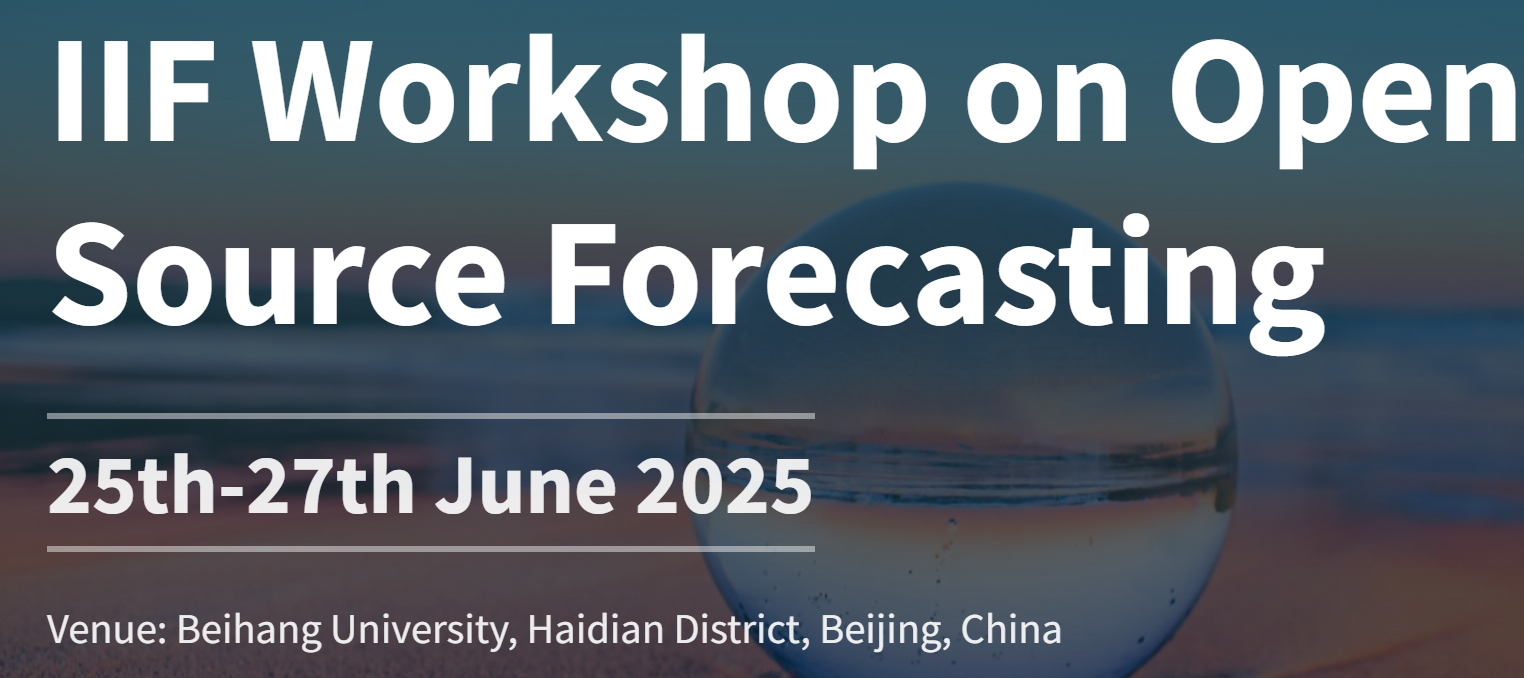 IIF Workshop on Open
Source Forecasting
25th-27th June 2025
Venue: Beihang University, Haidian District, Beijing, China